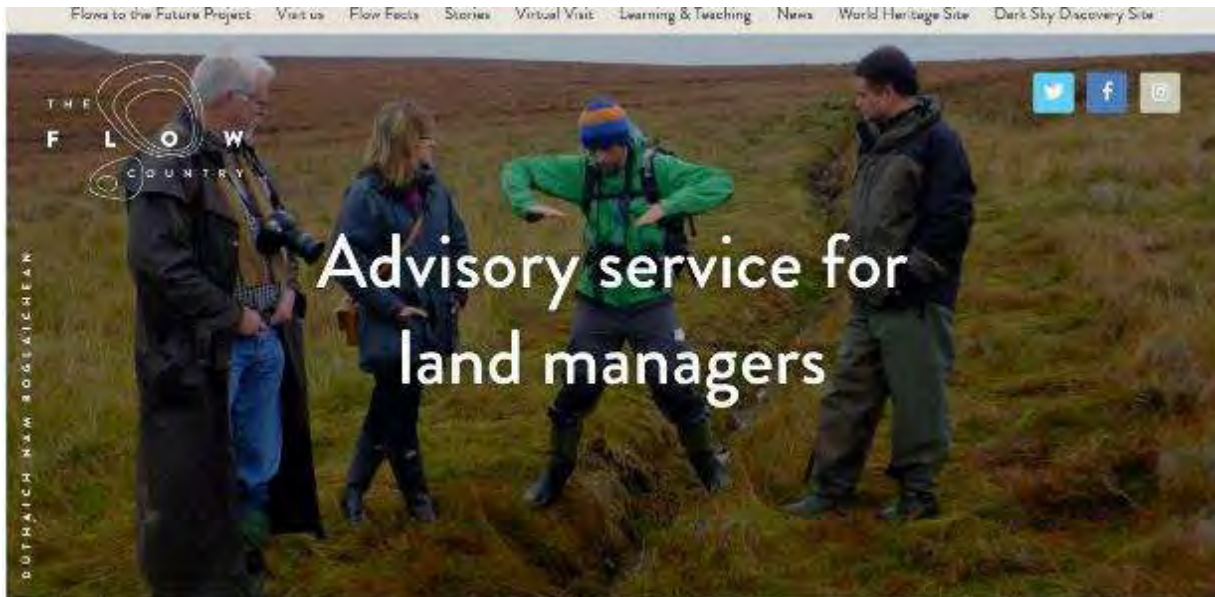 Flows to the Future Project Visit us Flow Facts Stories Virtual Visit Learning & Teaching News World Heritage Site Dark Sky Discovery Site
THE
FLOW
COUNTRY
Advisory service for
land managers
DÙTHAICH NAM BOGLAICHEAN